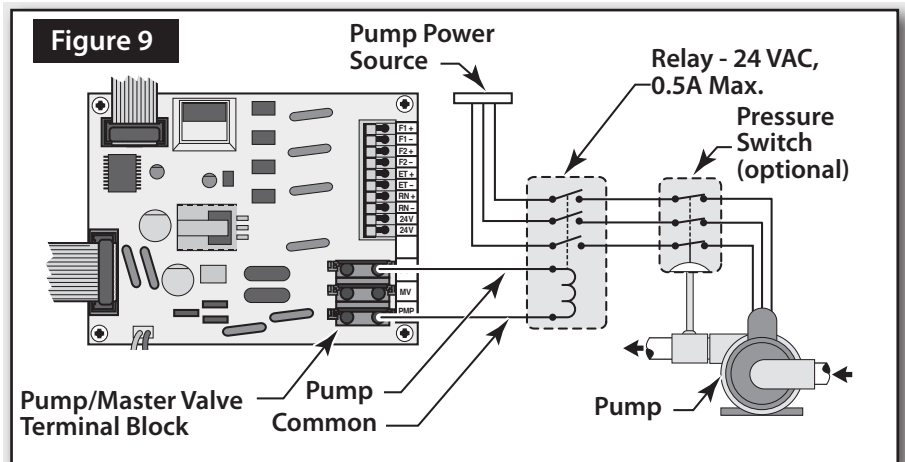 Figure 9
Pump Power
Source
Relay - 24 VAC,
0.5A Max.
Pressure
Switch
(optional)
F1 +
F1 –
F2 +
F2 –
ET +
ET –
RN +
RN –
24V
24V
MV
PMP
Pump/Master Valve
Terminal Block
Pump
Common
Pump